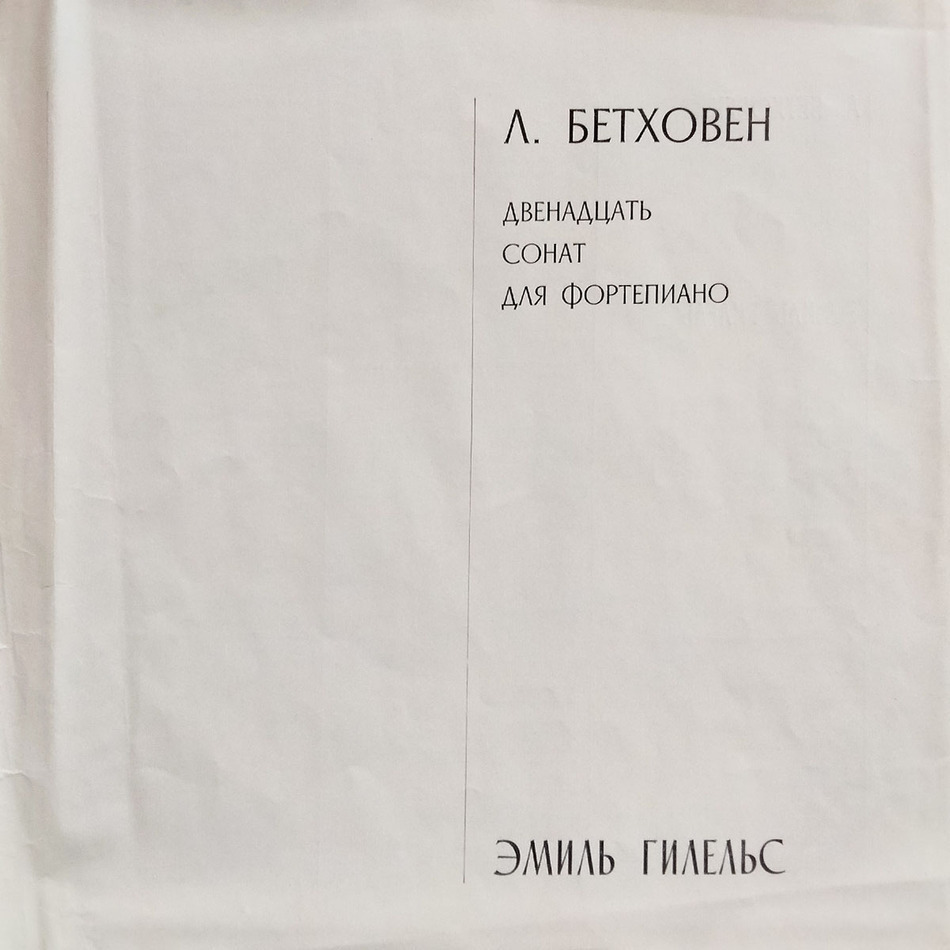 Л. БЕТХОВЕН
ДВЕНАДЦАТЬ
СОНАТ
ДЛЯ ФОРТЕПИАНО
ЭМИЛЬ ГИЛЕЛЬС